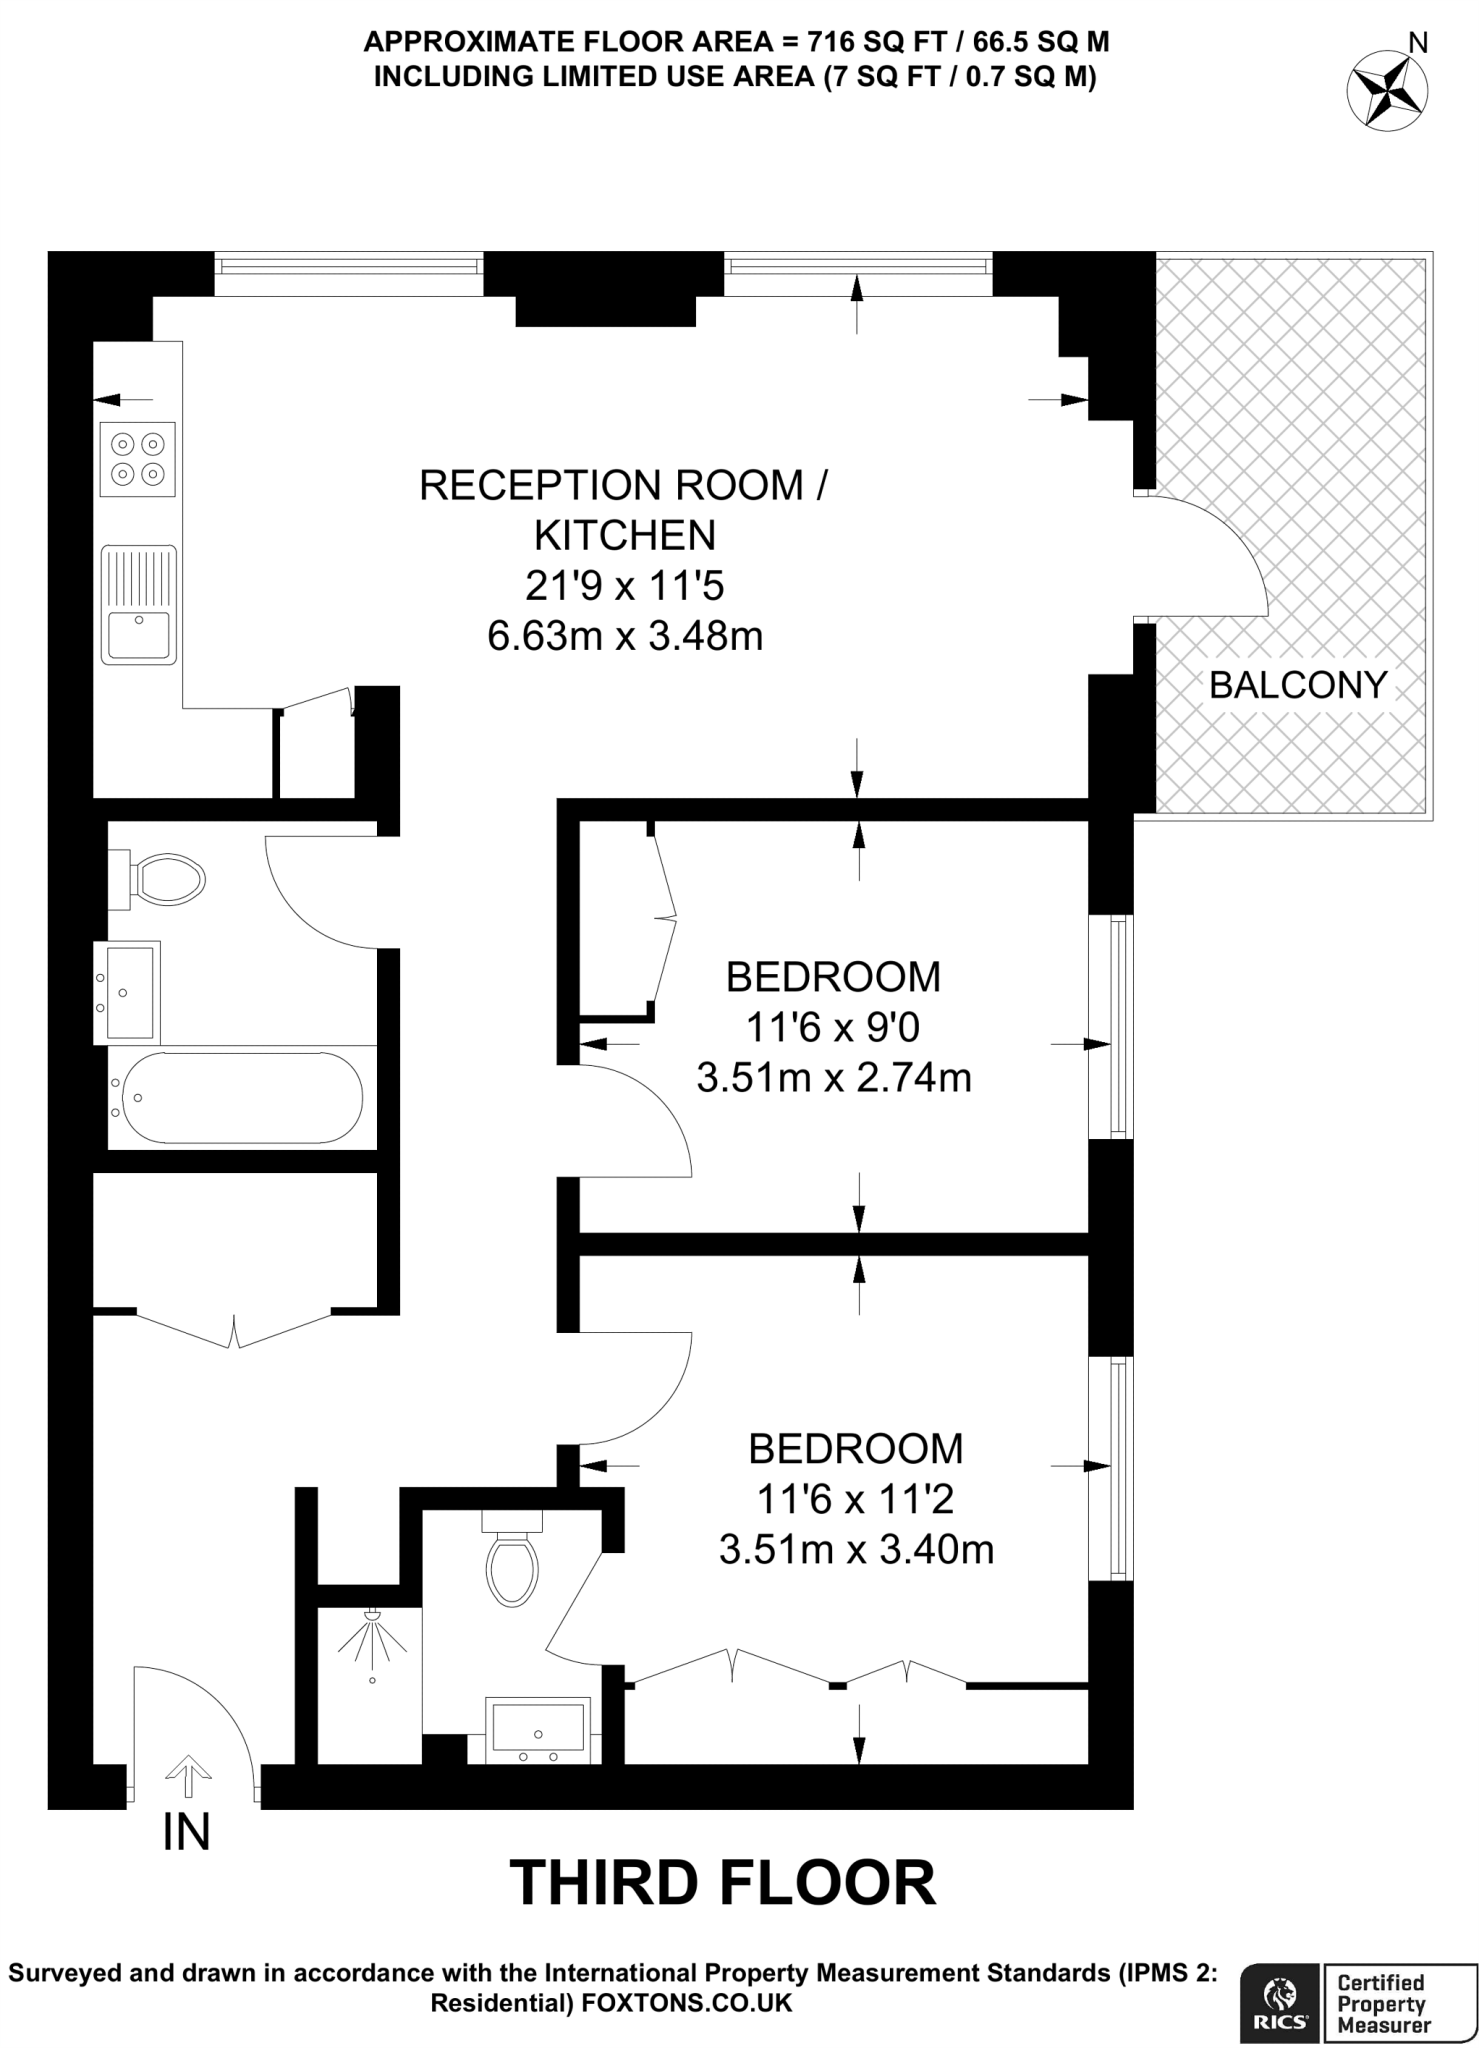 APPROXIMATE FLOOR AREA = 716 SQ FT / 66.5 SQ M
INCLUDING LIMITED USE AREA (7 SQ FT / 0.7 SQ M)
N
RECEPTION ROOM /
KITCHEN
21'9 x 11'5
6.63m x 3.48m
BALCONY
BEDROOM
11'6 x 9'0
3.51m x 2.74m
BEDROOM
11'6 x 11'2
3.51m x 3.40m
IN
THIRD FLOOR
Surveyed and drawn in accordance with the International Property Measurement Standards (IPMS 2:
Residential) FOXTONS.CO.UK
RICS
Certified
Property
Measurer